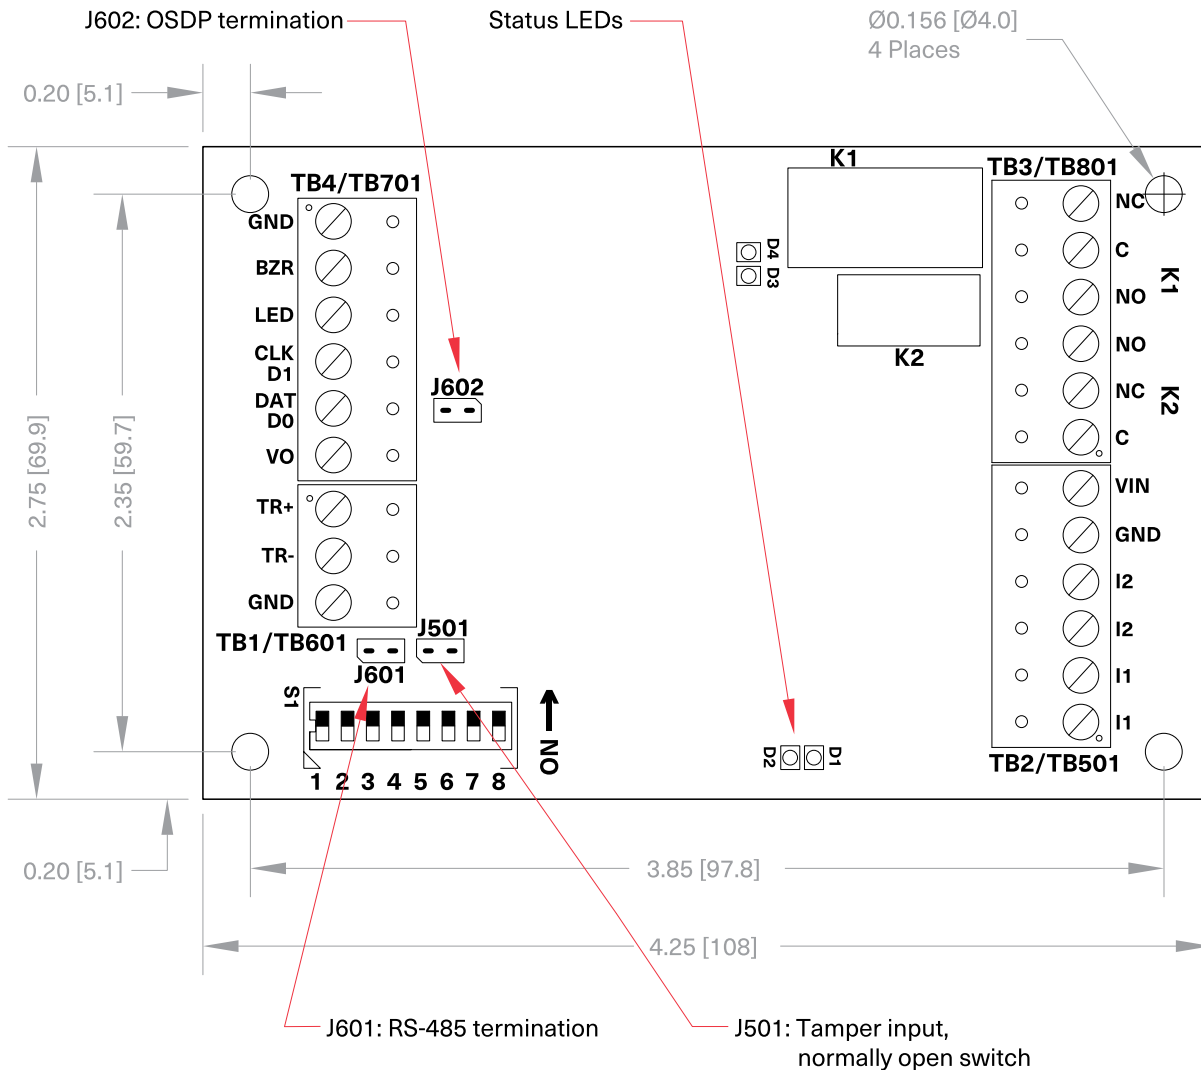 J602: OSDP termination
Status LEDs
Ø0.156 [Ø4.0]
4 Places
0.20 [5.1]
2.75 [69.9]
2.35 [59.7]
TB4/TB701
GND
BZR
LED
CLK
D1
DAT
D0
VO
J602
TR+
TR-
GND
TB1/TB601
J601
J501
S1
1 2 3 4 5 6 7 8
NO
K1
D4
D3
K2
D2
D1
TB3/TB801
NC
C
NO
NO
NC
C
K1
K2
VIN
GND
I2
I2
I1
I1
TB2/TB501
0.20 [5.1]
3.85 [97.8]
4.25 [108]
J601: RS-485 termination
J501: Tamper input,
normally open switch